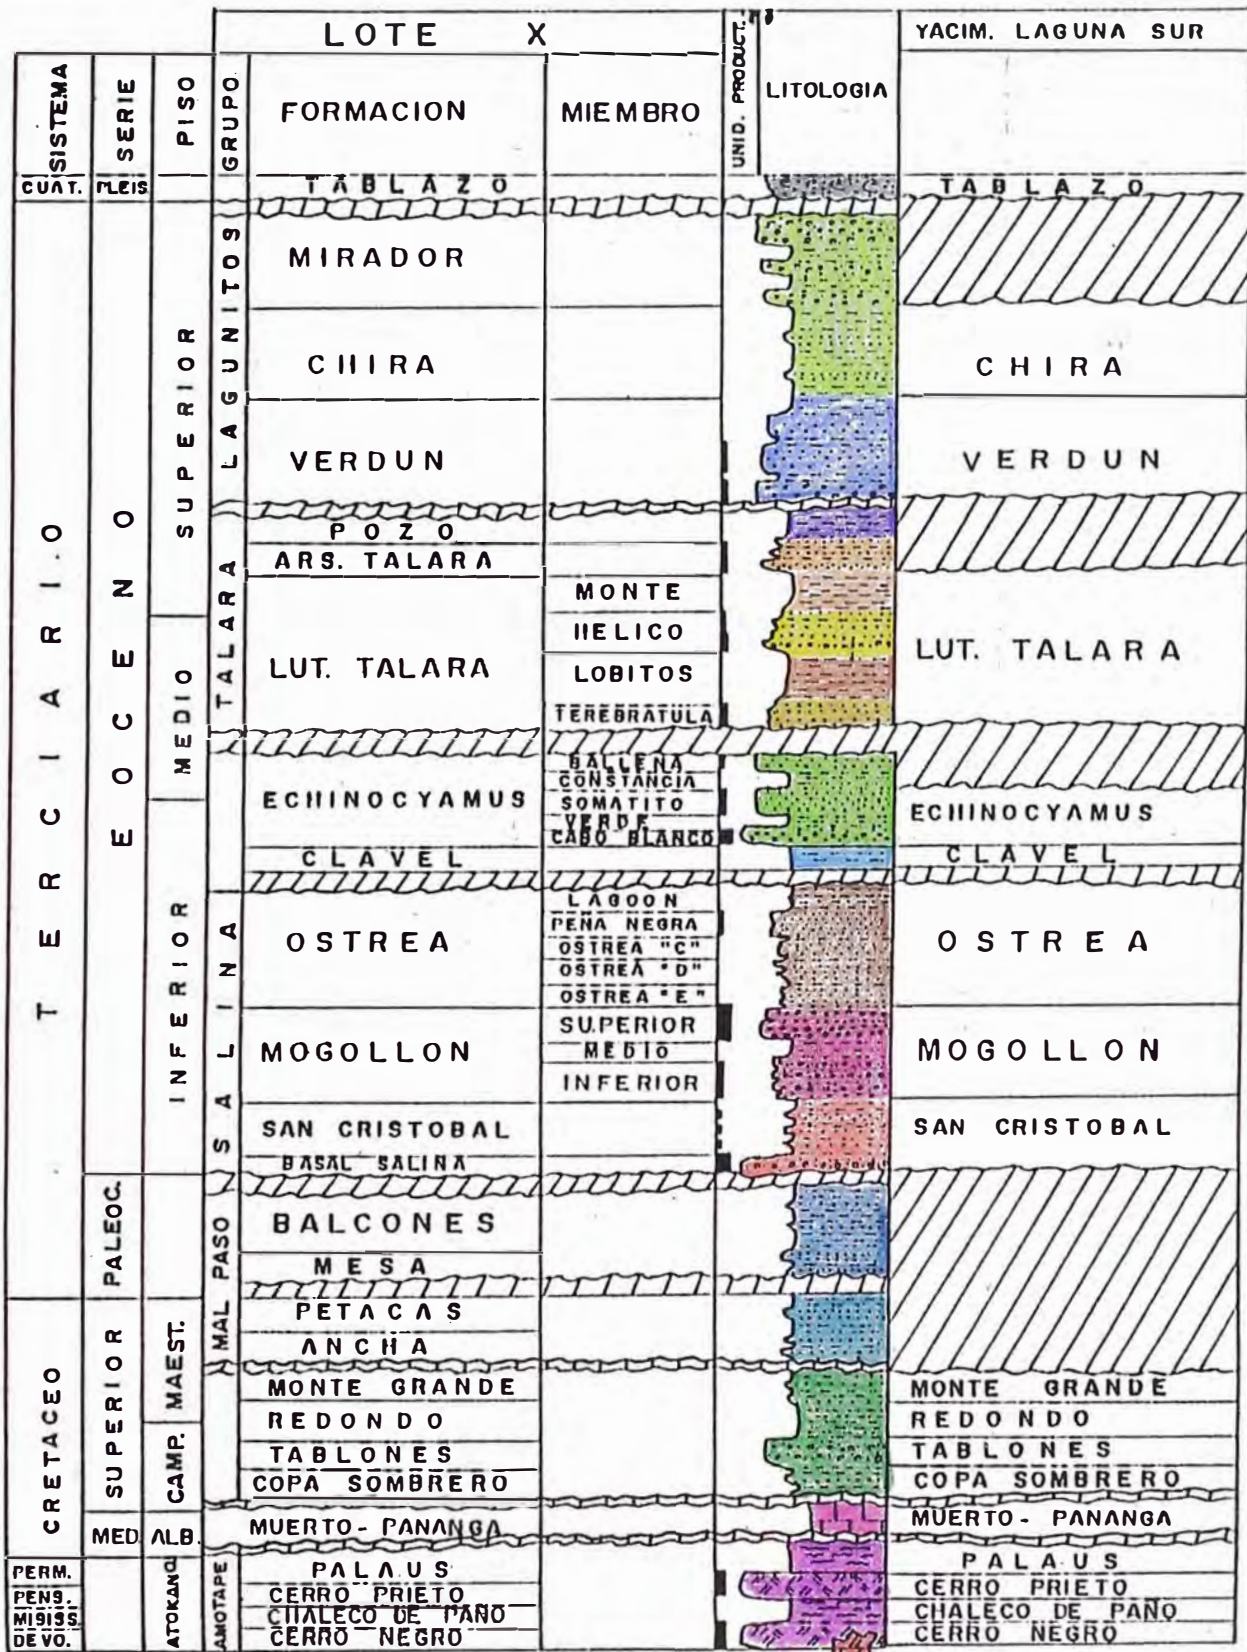 LOTE X
YACIM. LAGUNA SUR
SISTEMA
SERIE
PISO
GRUPO
FORMACION
MIEMBRO
UNID. PRODUCT.
LITOLOGIA
CUAT.
PLEIS
TABLAZO
TABLAZO
TERCIARI.O
EOCENO
SUPERIOR
LAGUNITOS
MIRADOR
CHIRA
CHIRA
VERDUN
VERDUN
TALARA
POZO
ARS. TALARA
MEDIO
LUT. TALARA
MONTE
HELICO
LOBITOS
TEREBRATULA
LUT. TALARA
INFERIOR
SALINA
ECHINOCYAMUS
BALLENA
CONSTANCIA
SOMATITO
VERDE
CABO BLANCO
ECHINOCYAMUS
CLAVEL
CLAVEL
OSTREA
LAGOON
PEÑA NEGRA
OSTREA "C"
OSTREA "D"
OSTREA "E"
OSTREA
MOGOLLON
SU.PERIOR
MEDIO
INFERIOR
MOGOLLON
SAN CRISTOBAL
SAN CRISTOBAL
BASAL SALINA
PALEOC.
MAL PASO
BALCONES
MESA
CRETACEO
SUPERIOR
MAEST.
PETACAS
ANCHA
MONTE GRANDE
MONTE GRANDE
CAMP.
REDONDO
REDONDO
TABLONES
TABLONES
COPA SOMBRERO
COPA SOMBRERO
MED.
ALB.
MUERTO- PANANGA
MUERTO- PANANGA
PERM.
PENS.
MISISS.
DEVO.
ATOKANO
AMOTAPE
PALAUS
PALAUS
CERRO PRIETO
CERRO PRIETO
CHALECO DE PAÑO
CHALECO DE PAÑO
CERRO NEGRO
CERRO NEGRO